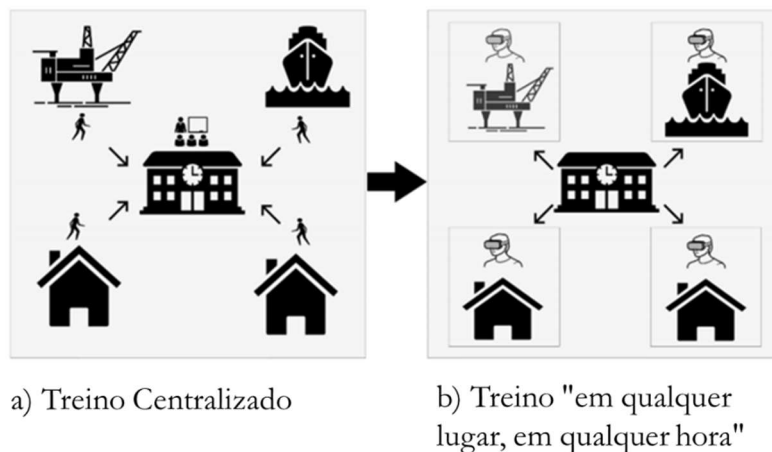 a) Treino Centralizado
b) Treino "em qualquer
lugar, em qualquer hora"